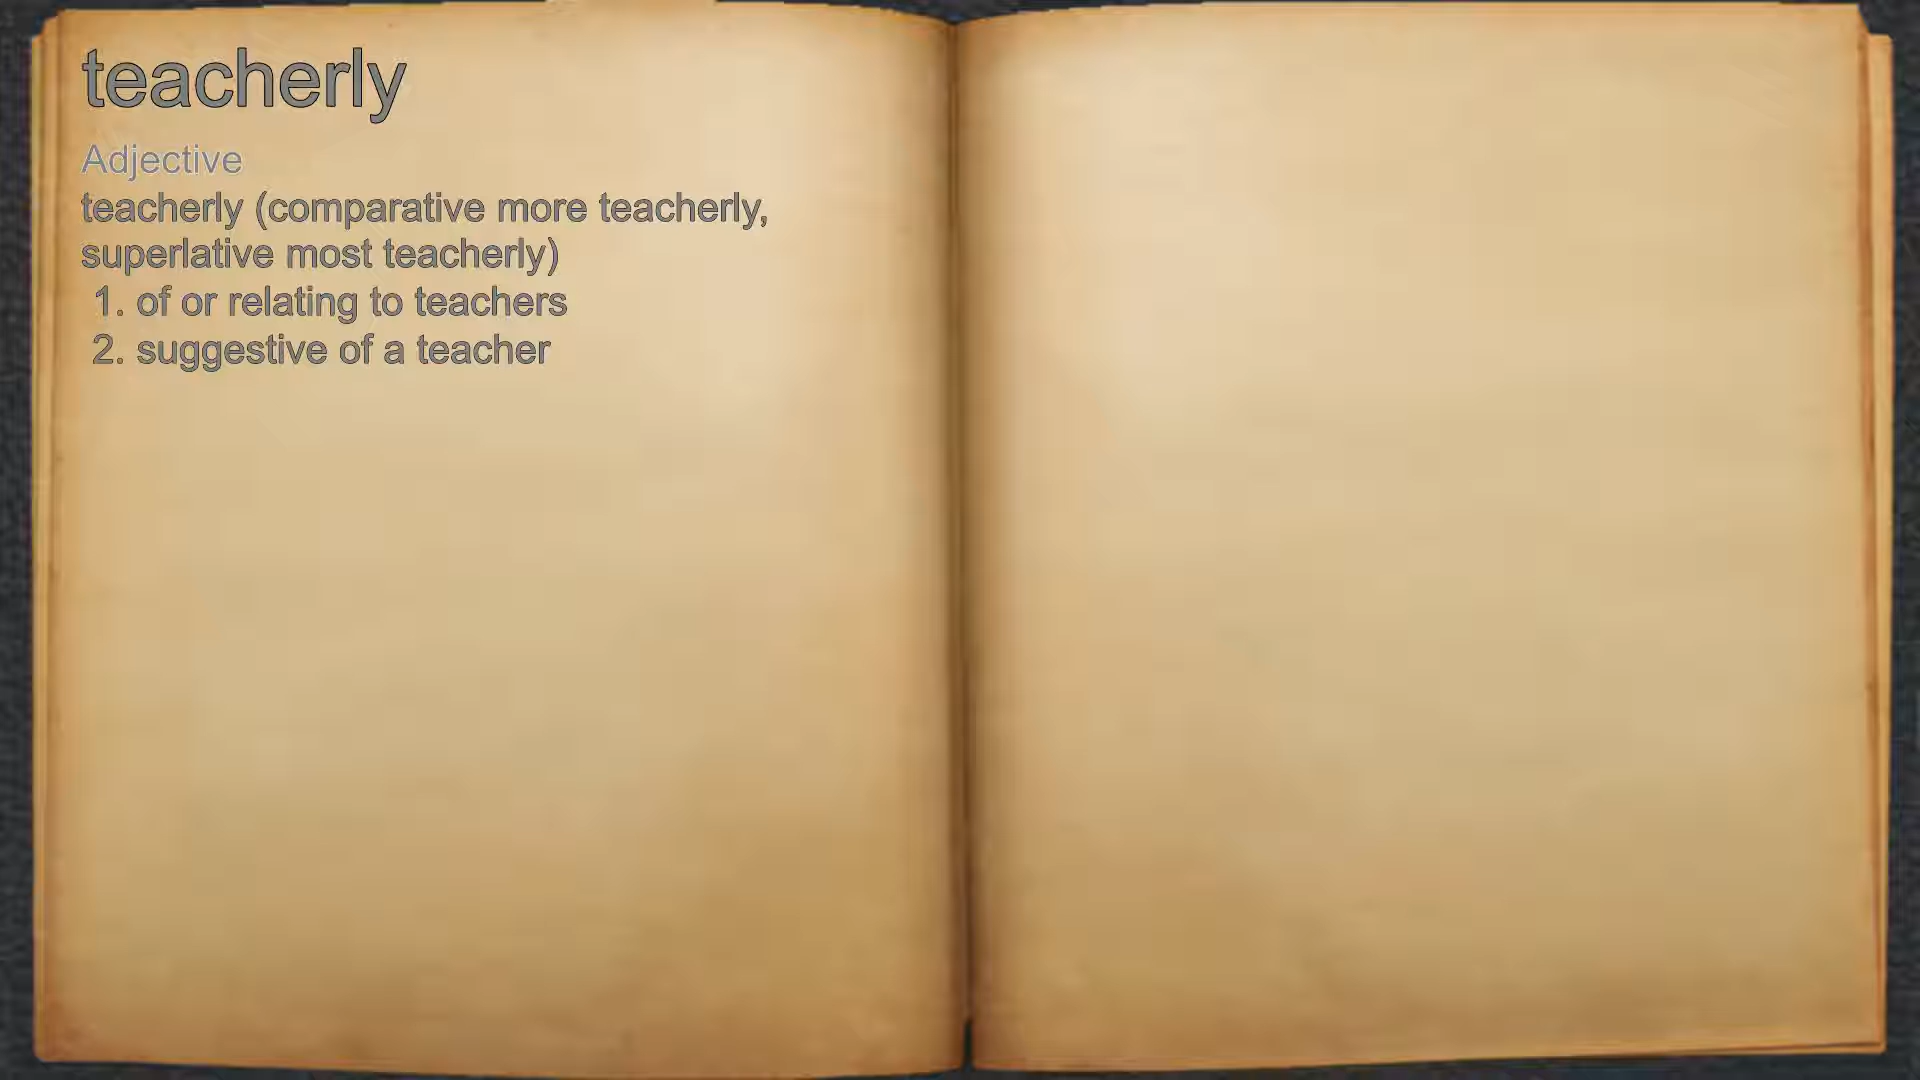 teacherly
Adjective
teacherly (comparative more teacherly,
superlative most teacherly)
1. of or relating to teachers
2. suggestive of a teacher